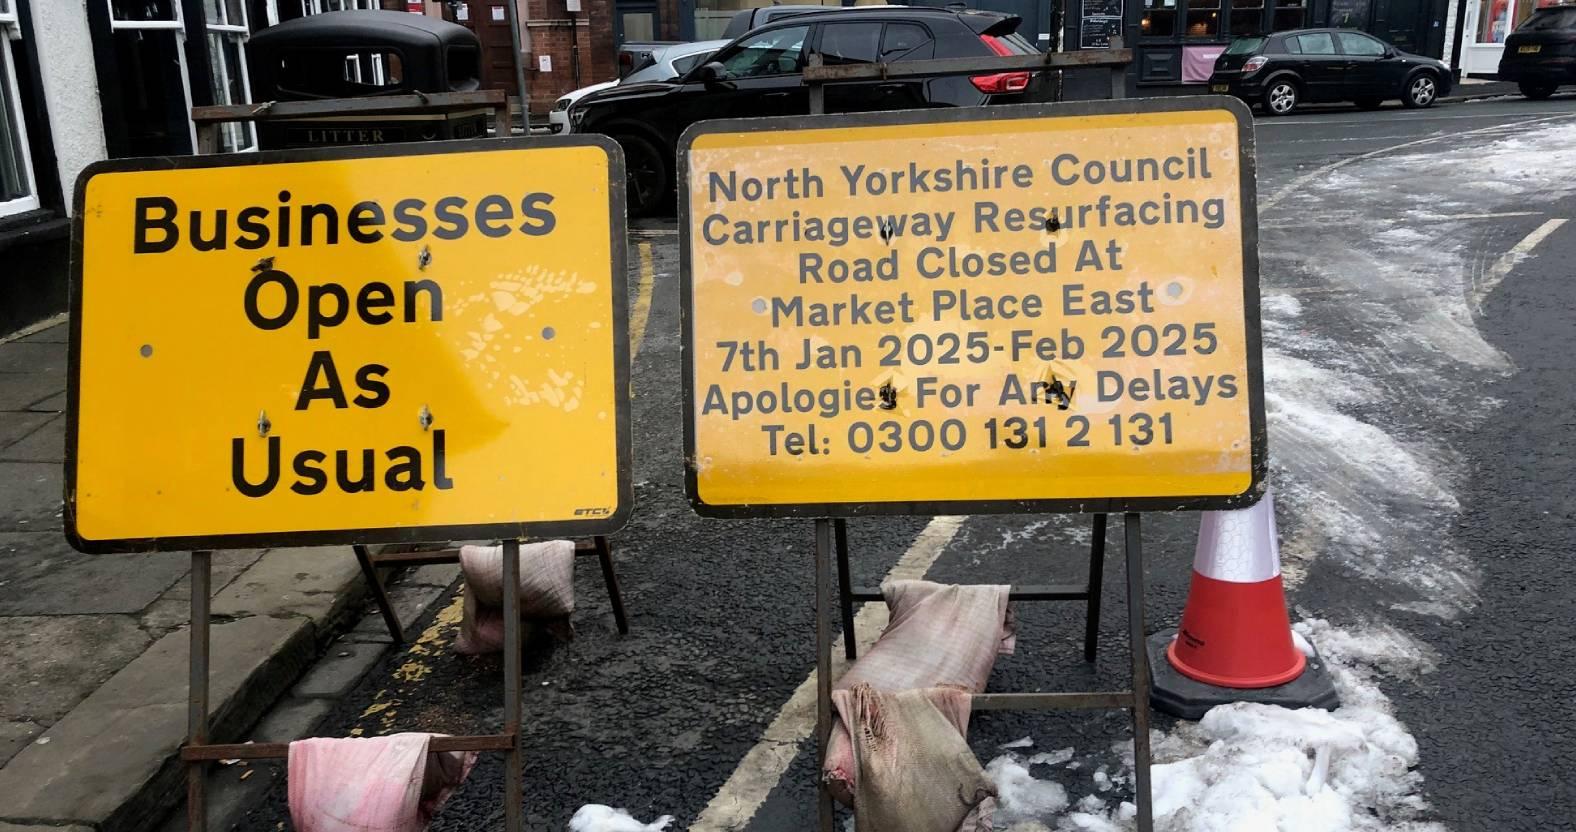 LITTER
Businesses
Open
As
Usual
North Yorkshire Council
Carriageway Resurfacing
Road Closed At
Market Place East
7th Jan 2025-Feb 2025
Apologies For Any Delays
Tel: 0300 131 2 131